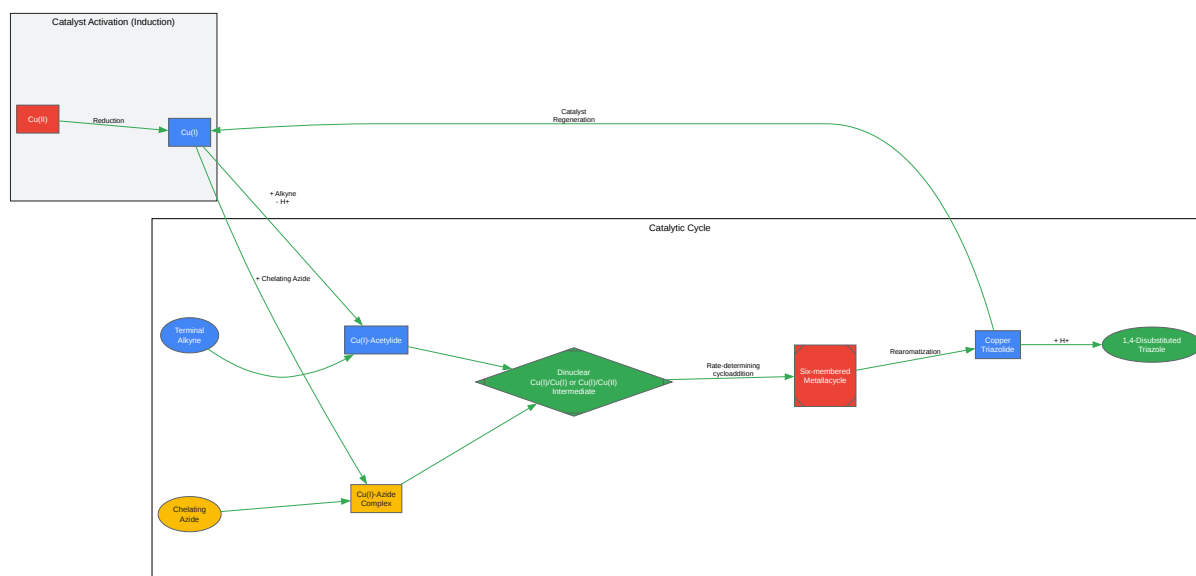 Catalyst Activation (Induction)
Cu(II)
Reduction
Cu(I)
Catalyst
Regeneration
+ Alkyne
- H+
Catalytic Cycle
+ Chelating Azide
Terminal
Alkyne
Cu(I)-Acetylide
Dinuclear
Cu(I)/Cu(I) or Cu(I)/Cu(II)
Intermediate
Rate-determining
cycloaddition
Six-membered
Metallacycle
Rearomatization
Copper
Triazolide
+ H+
1,4-Disubstituted
Triazole
Chelating
Azide
Cu(I)-Azide
Complex